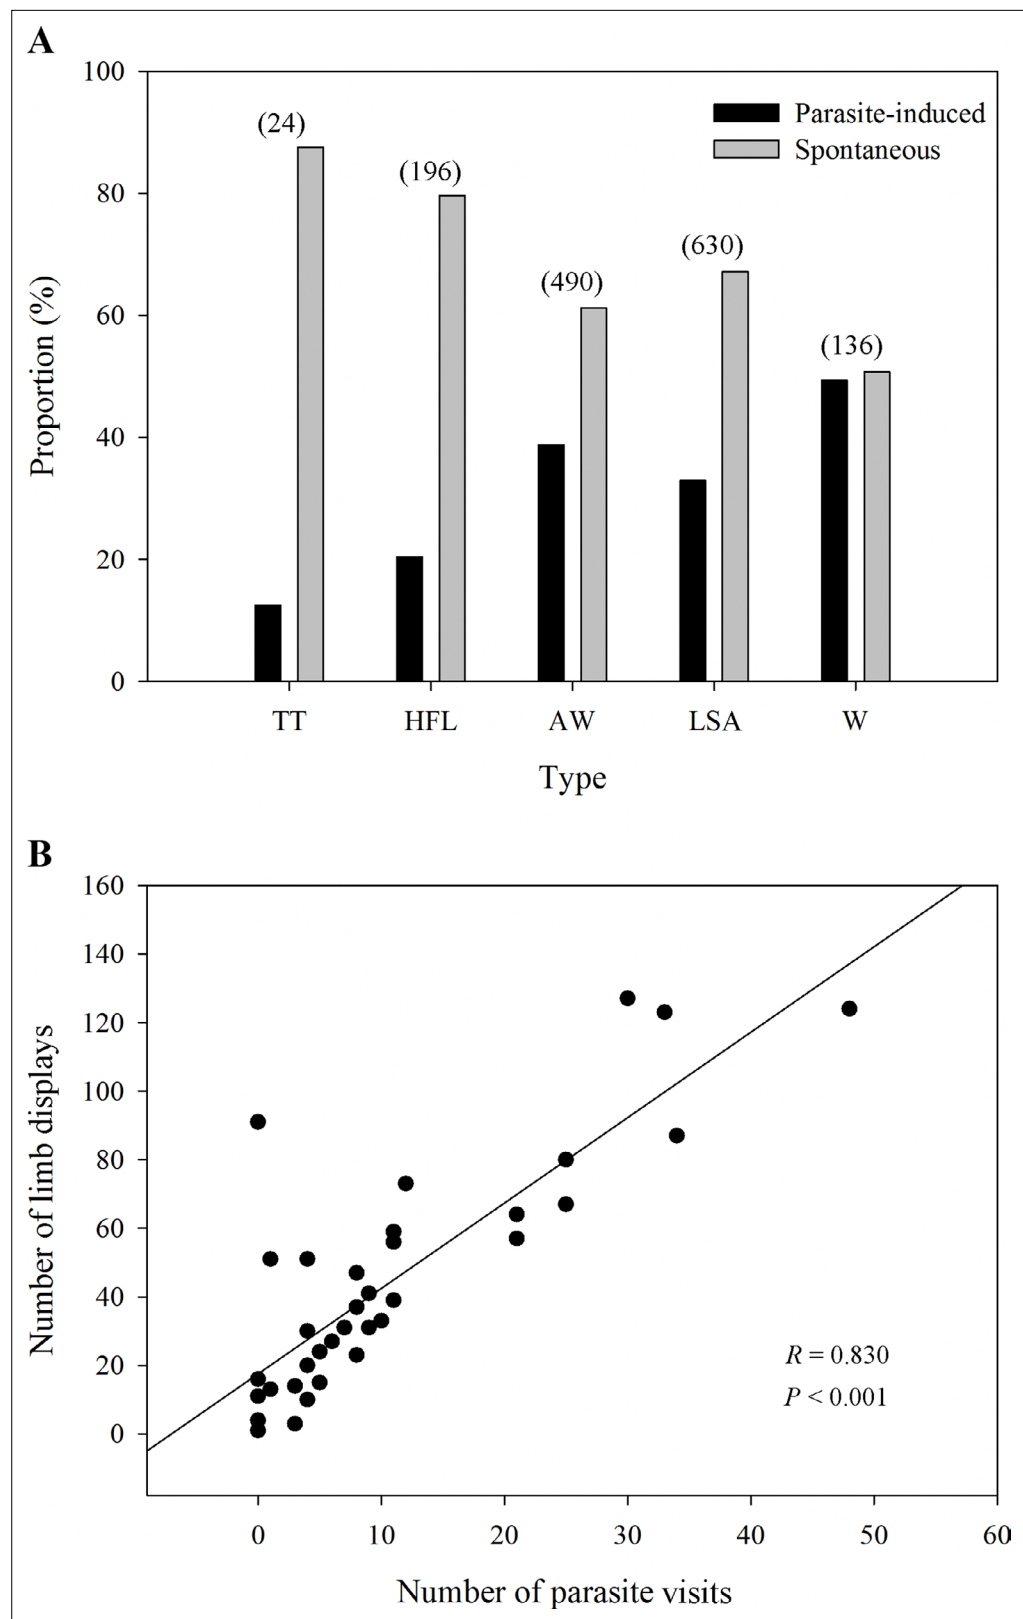 A
100
80
60
40
20
0
Proportion (%)
Parasite-induced
Spontaneous
(24)
(196)
(490)
(630)
(136)
TT HFL AW LSA W
Type
B
160
140
120
100
80
60
40
20
0
Number of limb displays
R = 0.830
P < 0.001
0 10 20 30 40 50 60
Number of parasite visits